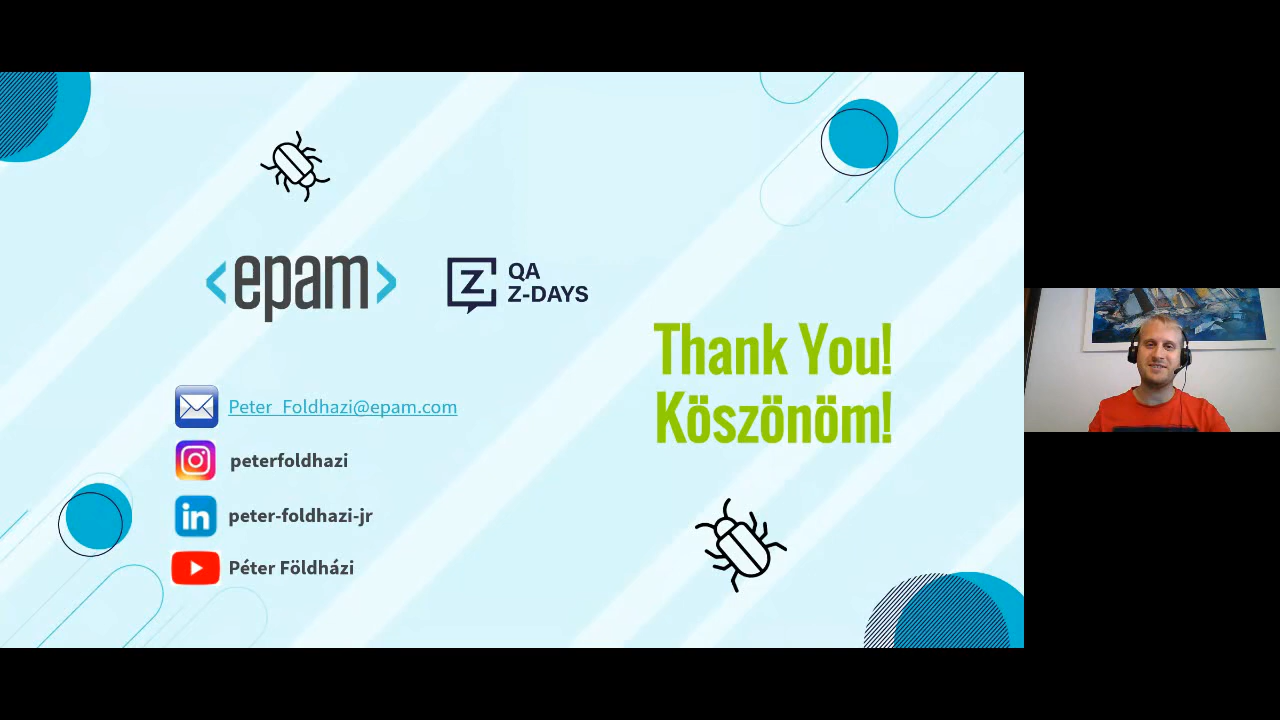 <epam>
QA
Z-DAYS
Thank You!
Köszönöm!
Peter_Foldhazi@epam.com
peterfoldhazi
peter-foldhazi-jr
Péter Földházi